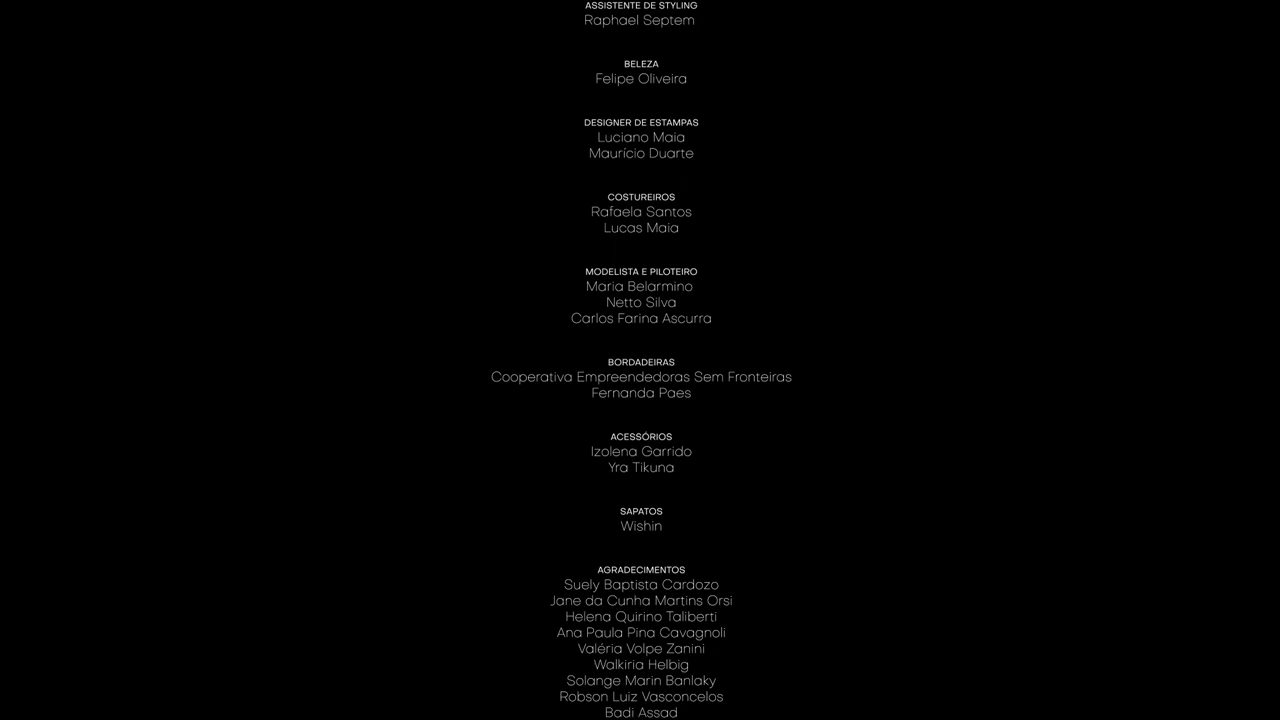 ASSISTENTE DE STYLING
Raphael Septem
BELEZA
Felipe Oliveira
DESIGNER DE ESTAMPAS
Luciano Maia
Maurício Duarte
COSTUREIROS
Rafaela Santos
Lucas Maia
MODELISTA E PILOTEIRO
Maria Belarmino
Netto Silva
Carlos Farina Ascurra
BORDADEIRAS
Cooperativa Empreendedoras Sem Fronteiras
Fernanda Paes
ACESSÓRIOS
Izolena Garrido
Yra Tikuna
SAPATOS
Wishin
AGRADECIMENTOS
Suely Baptista Cardozo
Jane da Cunha Martins Orsi
Helena Quirino Taliberti
Ana Paula Pina Cavagnoli
Valéria Volpe Zanini
Walkiria Helbig
Solange Marin Banlaky
Robson Luiz Vasconcelos
Badi Assad